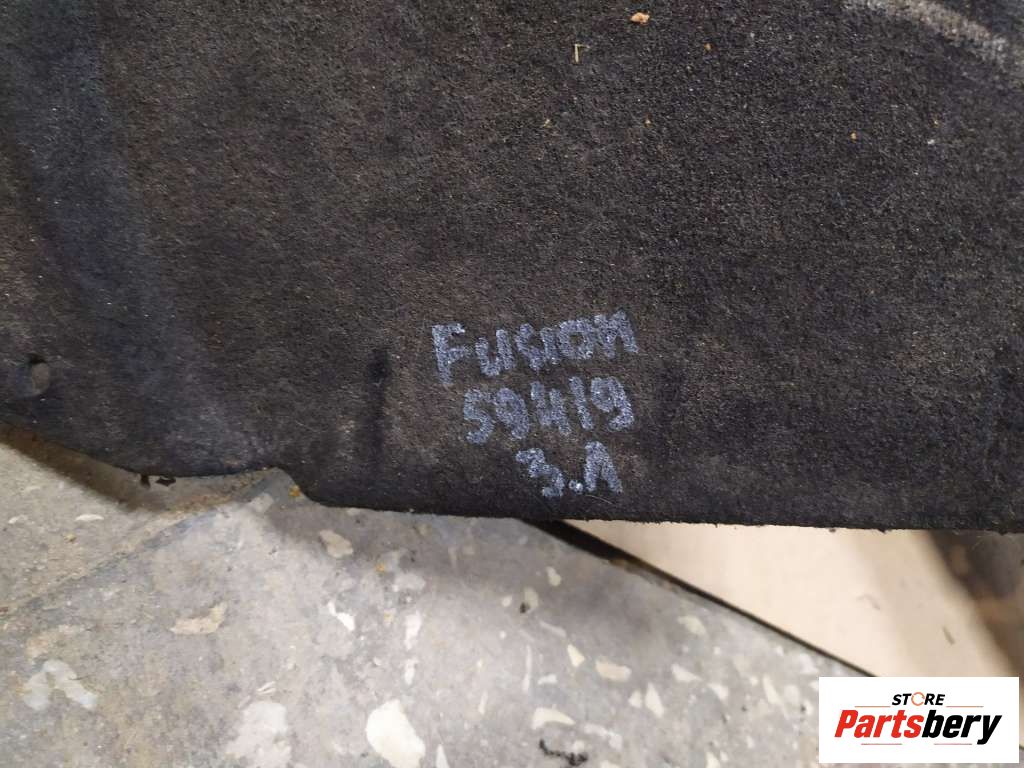 Fusion
59419
3.Л
STORE
Partsbery